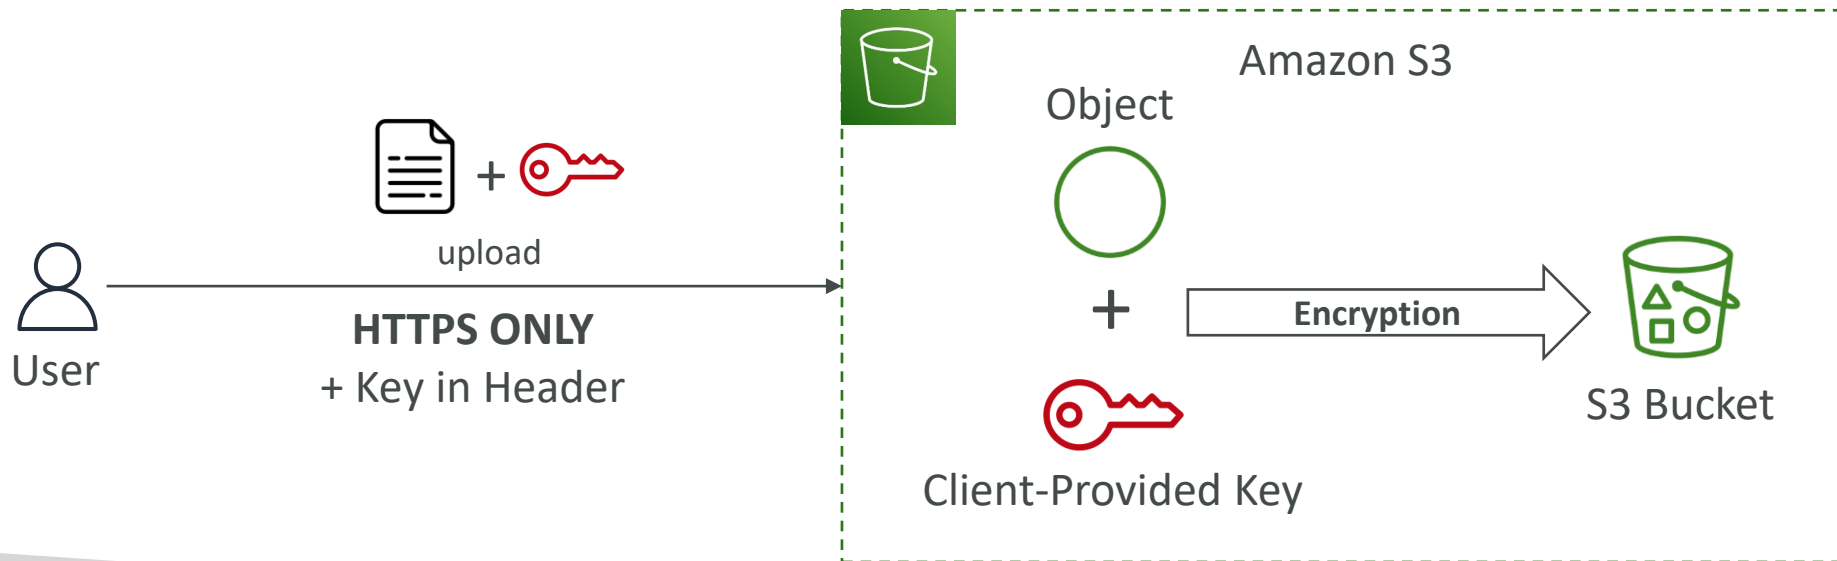 Amazon S3
Object
+
upload
HTTPS ONLY
+ Key in Header
User
+
Encryption
S3 Bucket
Client-Provided Key